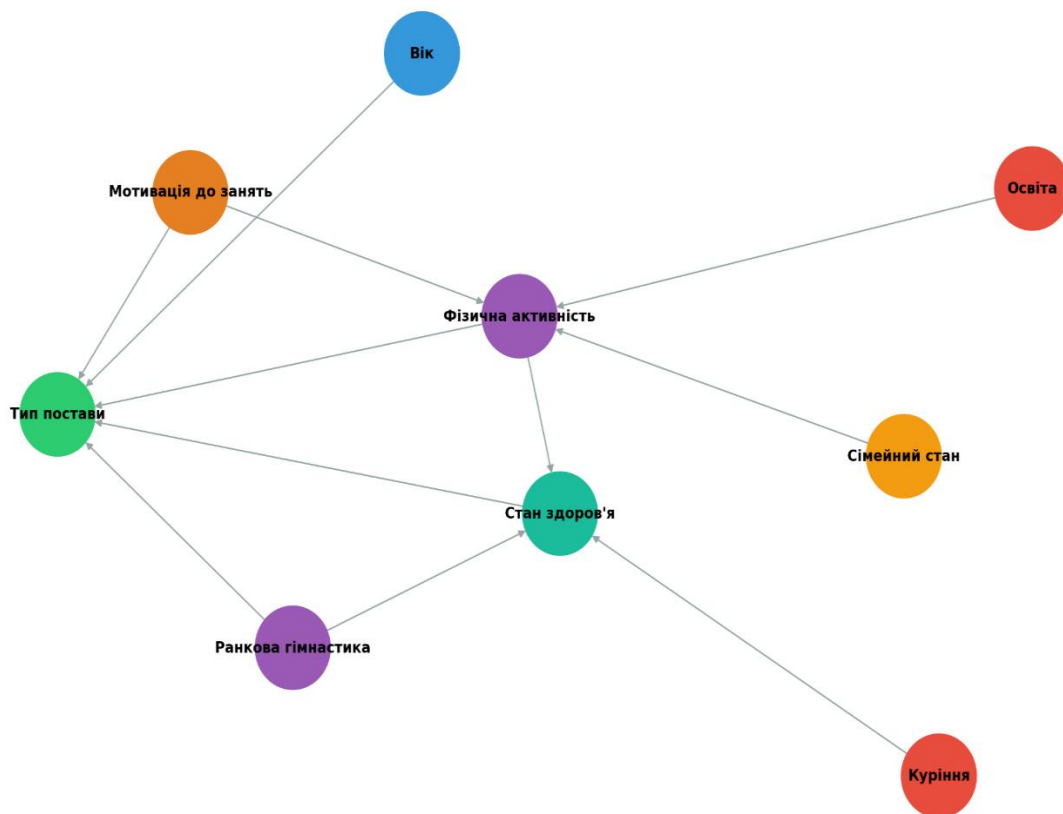 Вік
Мотивація до занять
Освіта
Фізична активність
Тип постави
Сімейний стан
Стан здоров'я
Ранкова гімнастика
Куріння